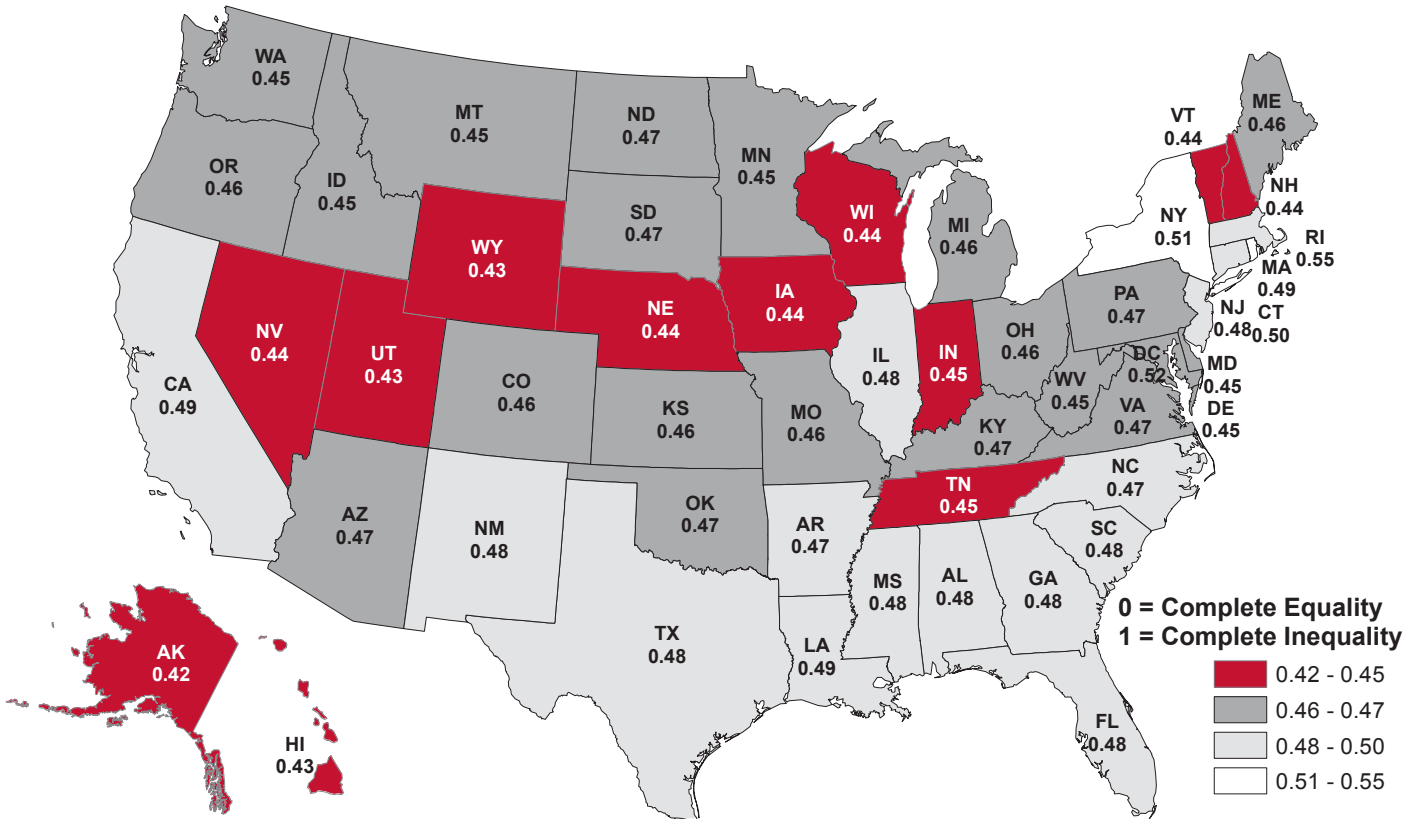 WA
0.45
MT
0.45
ND
0.47
MN
0.45
OR
0.46
ID
0.45
SD
0.47
WY
0.43
WI
0.44
MI
0.46
VT
0.44
ME
0.46
NH
0.44
NY
0.51
RI
0.55
MA
0.49
CT
0.50
NJ
0.48
PA
0.47
NV
0.44
UT
0.43
NE
0.44
IA
0.44
IL
0.48
IN
0.45
OH
0.46
DC
0.52
MD
0.45
DE
0.45
WV
0.45
VA
0.47
CA
0.49
CO
0.46
KS
0.46
MO
0.46
KY
0.47
TN
0.45
NC
0.47
AZ
0.47
NM
0.48
OK
0.47
AR
0.47
SC
0.48
MS
0.48
AL
0.48
GA
0.48
TX
0.48
LA
0.49
FL
0.48
AK
0.42
HI
0.43
0 = Complete Equality
1 = Complete Inequality
0.42 - 0.45
0.46 - 0.47
0.48 - 0.50
0.51 - 0.55